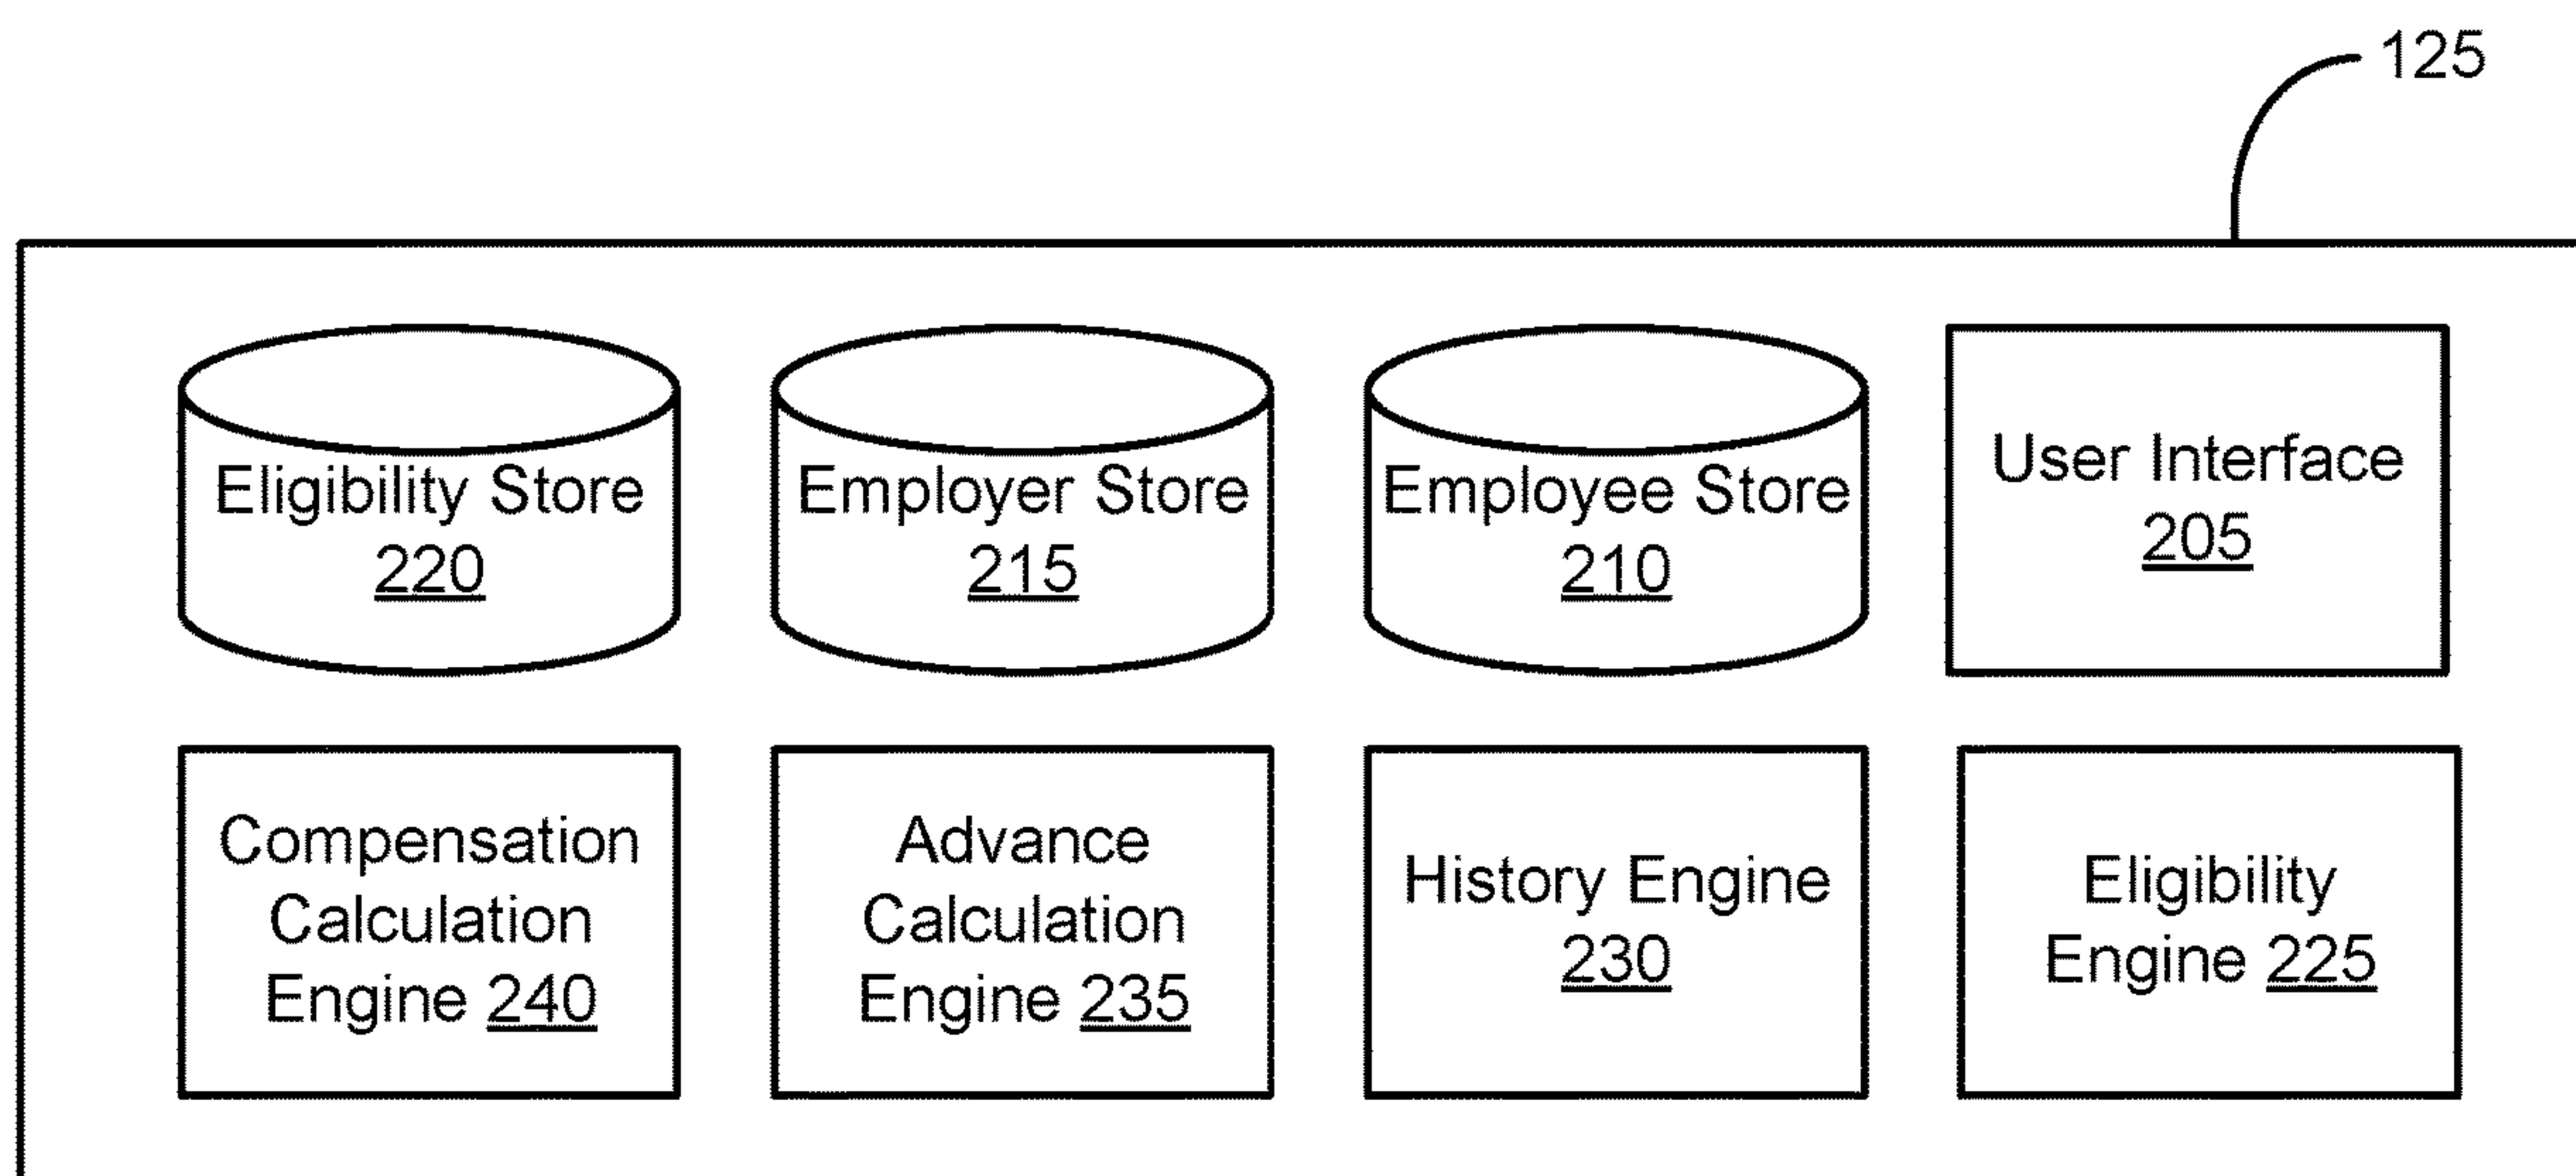 125
Eligibility Store
220
Employer Store
215
Employee Store
210
User Interface
205
Compensation
Calculation
Engine 240
Advance
Calculation
Engine 235
History Engine
230
Eligibility
Engine 225